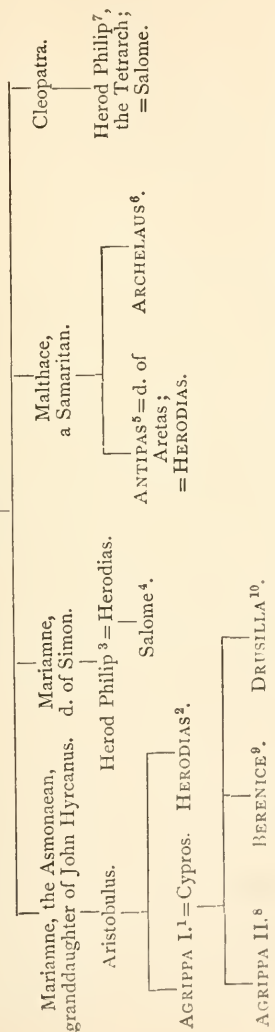 Mariamne, the Asmonaean,
granddaughter of John Hyrcanus.
Mariamne,
d. of Simon.
Malthace,
a Samaritan.
Cleopatra.
Aristobulus.
Herod Philip³=Herodias.
Salome⁴.
ANTIPAS⁵=d. of
Aretas;
=HERODIAS.
ARCHELAUS⁶.
Herod Philip⁷,
the Tetrarch;
=Salome.
AGRIPPA I.¹=Cypros.
HERODIAS².
AGRIPPA II.⁸
BERENICE⁹.
DRUSILLA¹⁰.